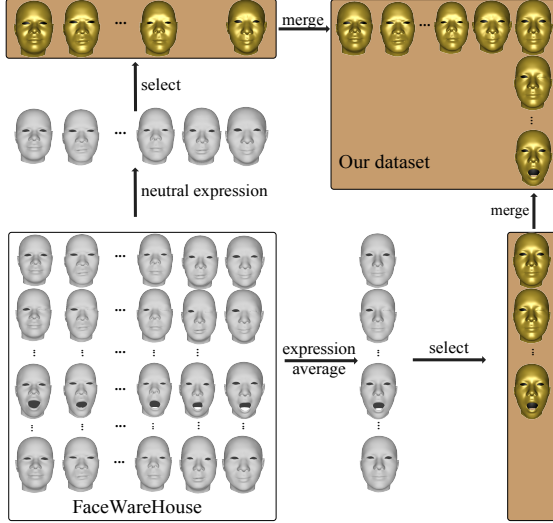 merge
select
Our dataset
neutral expression
merge
expression
average
select
FaceWareHouse